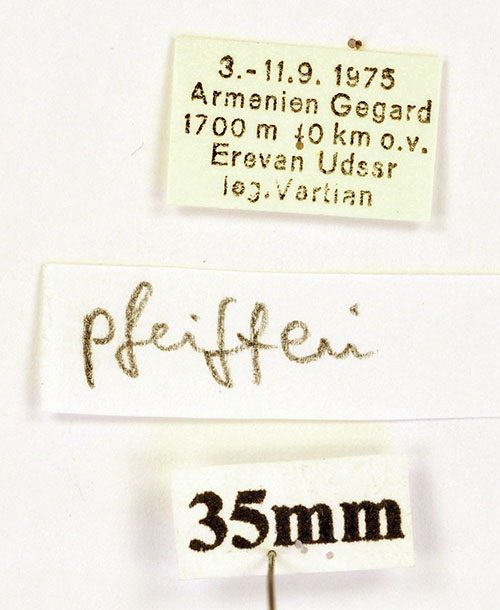 3.-11.9. 1975
Armenien Gegard
1700 m 40 km o.v.
Erevan Udssr
leg. Vartian
pfeifferi
35mm